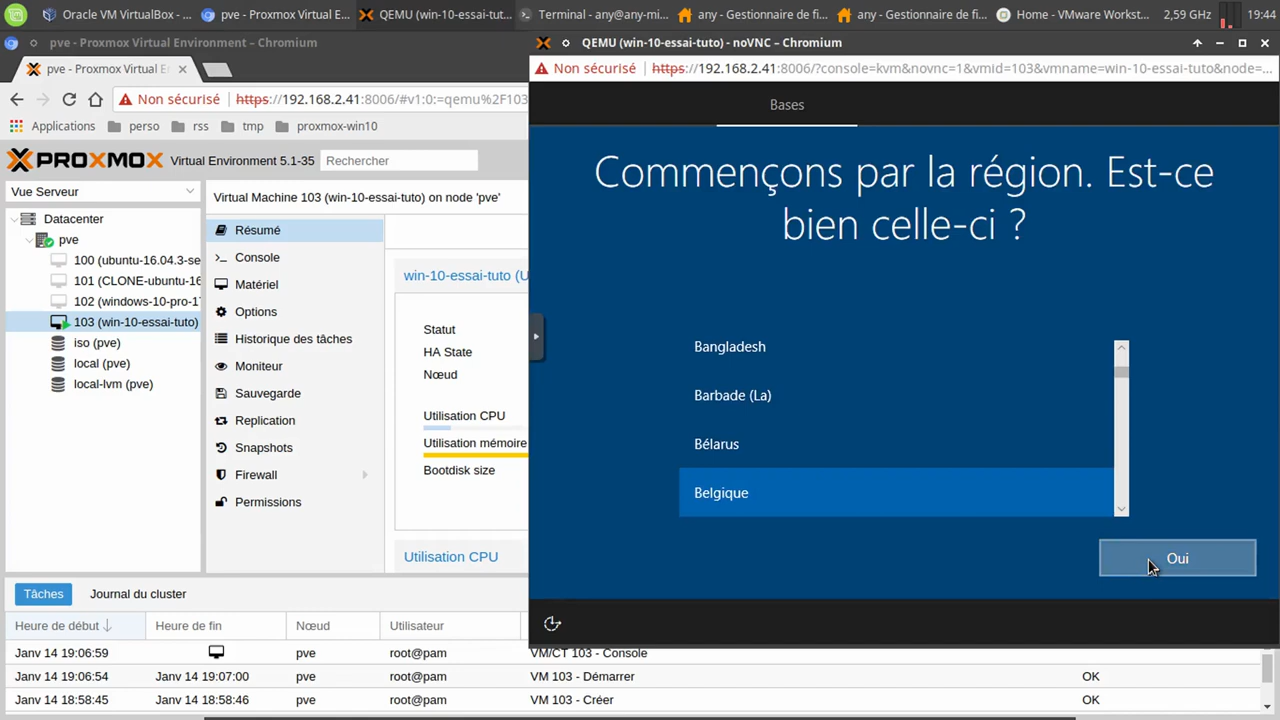 Oracle VM VirtualBox - ...
pve - Proxmox Virtual E...
QEMU (win-10-essai-tut...
Terminal - any@any-mi...
any - Gestionnaire de fi...
any - Gestionnaire de fi...
Home - VMware Workst...
2,59 GHz
19:44
pve - Proxmox Virtual Environment – Chromium
pve - Proxmox Virtual E
Non sécurisé
https://192.168.2.41:8006/#v1:0:=qemu%2F103
Applications
perso
rss
tmp
proxmox-win10
PROXMOX
Virtual Environment 5.1-35
Rechercher
Vue Serveur
Datacenter
pve
100 (ubuntu-16.04.3-se
101 (CLONE-ubuntu-16
102 (windows-10-pro-1
103 (win-10-essai-tuto)
iso (pve)
local (pve)
local-lvm (pve)
Virtual Machine 103 (win-10-essai-tuto) on node 'pve'
Résumé
Console
Matériel
Options
Historique des tâches
Moniteur
Sauvegarde
Replication
Snapshots
Firewall
Permissions
win-10-essai-tuto (U
Statut
HA State
Nœud
Utilisation CPU
Utilisation mémoire
Bootdisk size
Utilisation CPU
QEMU (win-10-essai-tuto) - noVNC – Chromium
Non sécurisé
https://192.168.2.41:8006/?console=kvm&novnc=1&vmid=103&vmname=win-10-essai-tuto&node=...
Bases
Commençons par la région. Est-ce
bien celle-ci ?
Bangladesh
Barbade (La)
Bélarus
Belgique
Oui
Tâches
Journal du cluster
Heure de début
Heure de fin
Nœud
Utilisateur
Janv 14 19:06:59
pve
root@pam
VM/CT 103 - Console
Janv 14 19:06:54
Janv 14 19:07:00
pve
root@pam
VM 103 - Démarrer
OK
Janv 14 18:58:45
Janv 14 18:58:46
pve
root@pam
VM 103 - Créer
OK